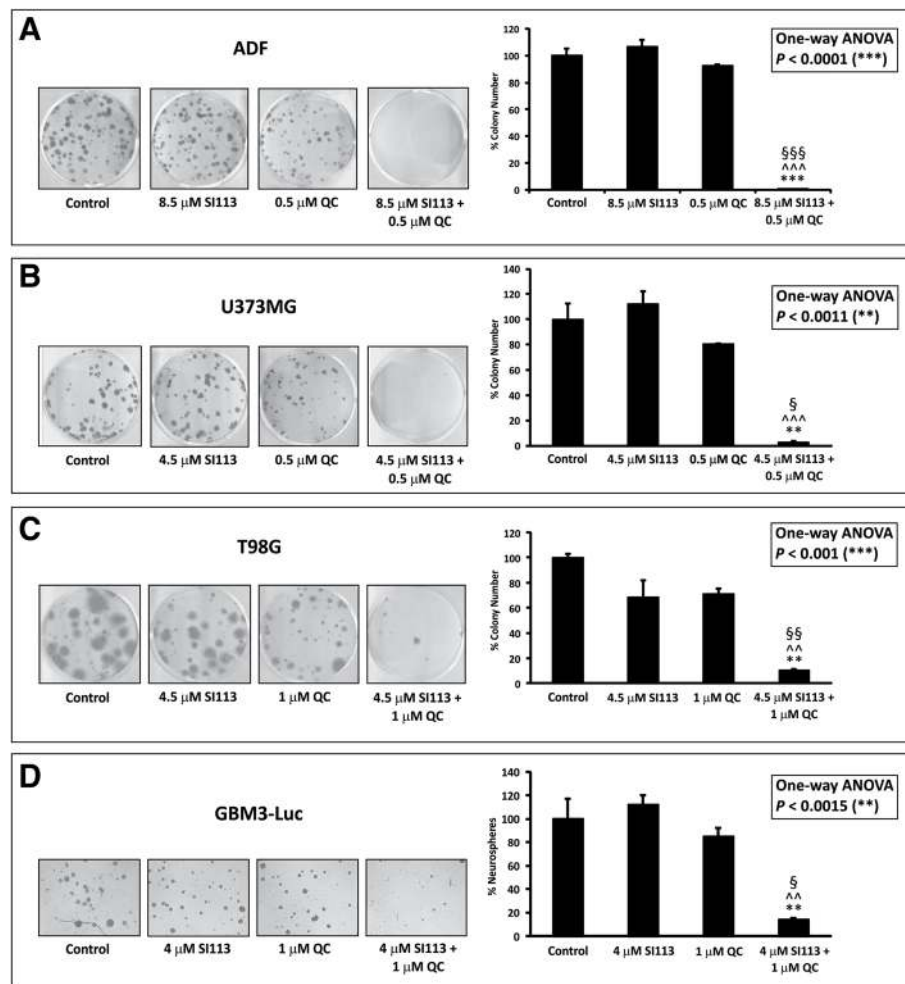 A
ADF
Control
8.5 μM SI113
0.5 μM QC
8.5 μM SI113 +
0.5 μM QC
% Colony Number
120
100
80
60
40
20
0
Control
8.5 μM SI113
0.5 μM QC
8.5 μM SI113 +
0.5 μM QC
§§§
^^^
***
One-way ANOVA
P < 0.0001 (***)
B
U373MG
Control
4.5 μM SI113
0.5 μM QC
4.5 μM SI113 +
0.5 μM QC
% Colony Number
140
120
100
80
60
40
20
0
Control
4.5 μM SI113
0.5 μM QC
4.5 μM SI113 +
0.5 μM QC
§
^^^
**
One-way ANOVA
P < 0.0011 (**)
C
T98G
Control
4.5 μM SI113
1 μM QC
4.5 μM SI113 +
1 μM QC
% Colony Number
120
100
80
60
40
20
0
Control
4.5 μM SI113
1 μM QC
4.5 μM SI113 +
1 μM QC
§§
^^
**
One-way ANOVA
P < 0.001 (***)
D
GBM3-Luc
Control
4 μM SI113
1 μM QC
4 μM SI113 +
1 μM QC
% Neurospheres
140
120
100
80
60
40
20
0
Control
4 μM SI113
1 μM QC
4 μM SI113 +
1 μM QC
§
^^
**
One-way ANOVA
P < 0.0015 (**)